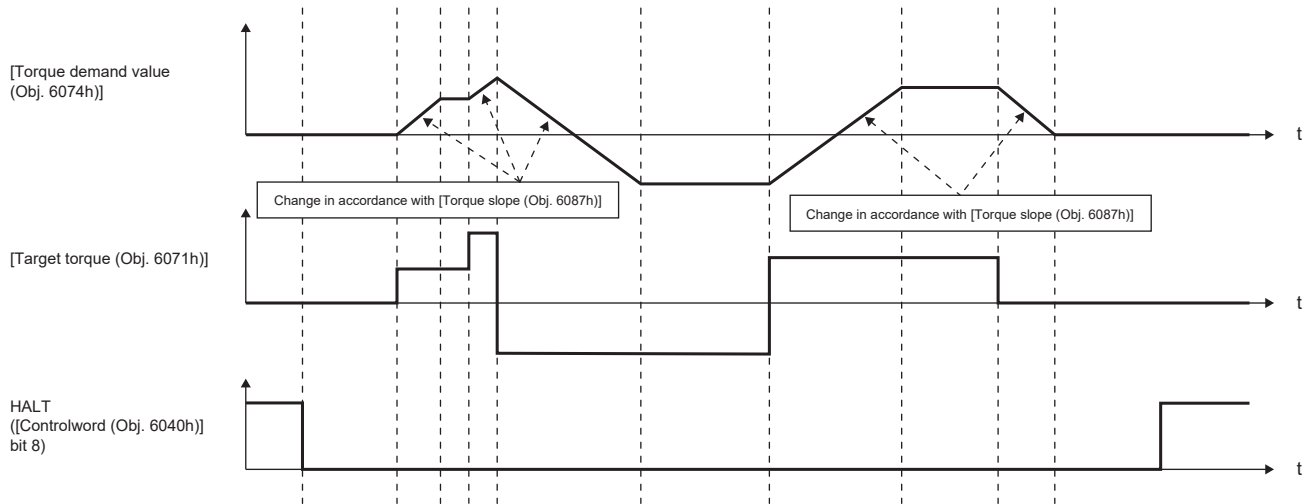 [Torque demand value
(Obj. 6074h)]
t
Change in accordance with [Torque slope (Obj. 6087h)]
Change in accordance with [Torque slope (Obj. 6087h)]
[Target torque (Obj. 6071h)]
t
HALT
([Controlword (Obj. 6040h)]
bit 8)
t